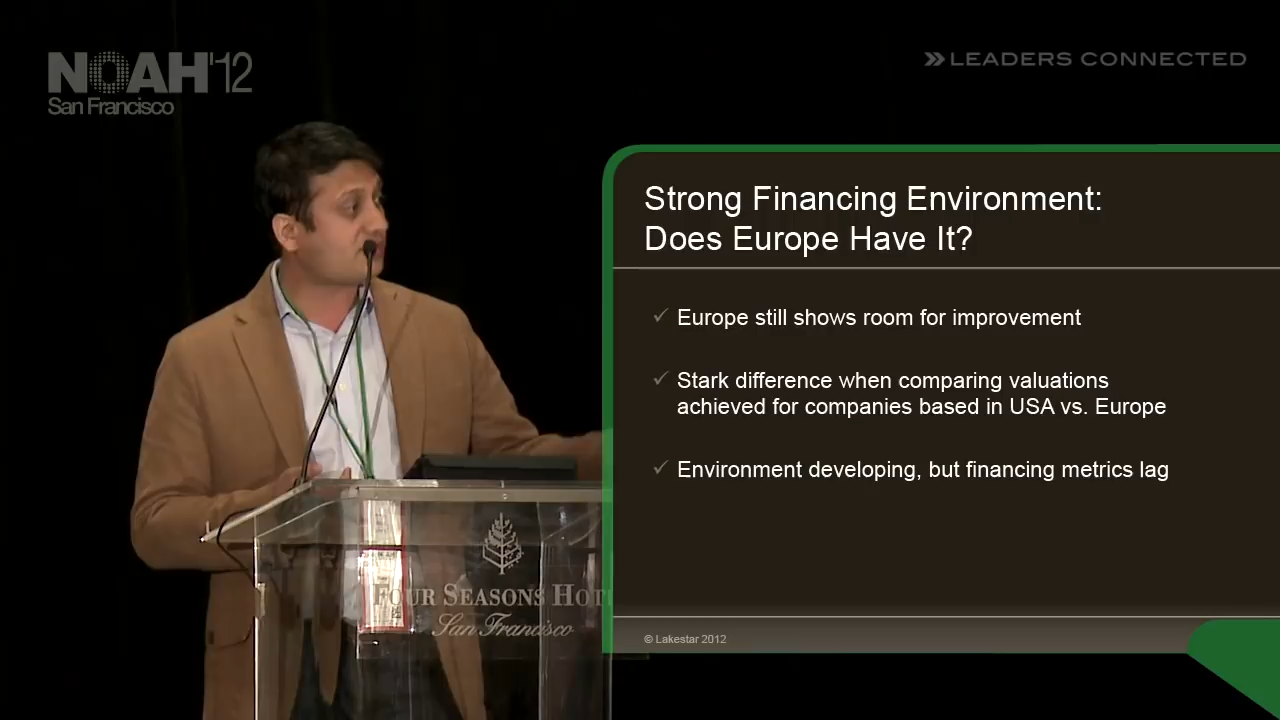 NOAH'12
San Francisco
LEADERS CONNECTED
Strong Financing Environment:
Does Europe Have It?
Europe still shows room for improvement
Stark difference when comparing valuations
achieved for companies based in USA vs. Europe
Environment developing, but financing metrics lag
© Lakestar 2012
FOUR SEASONS HOT
San Francisco